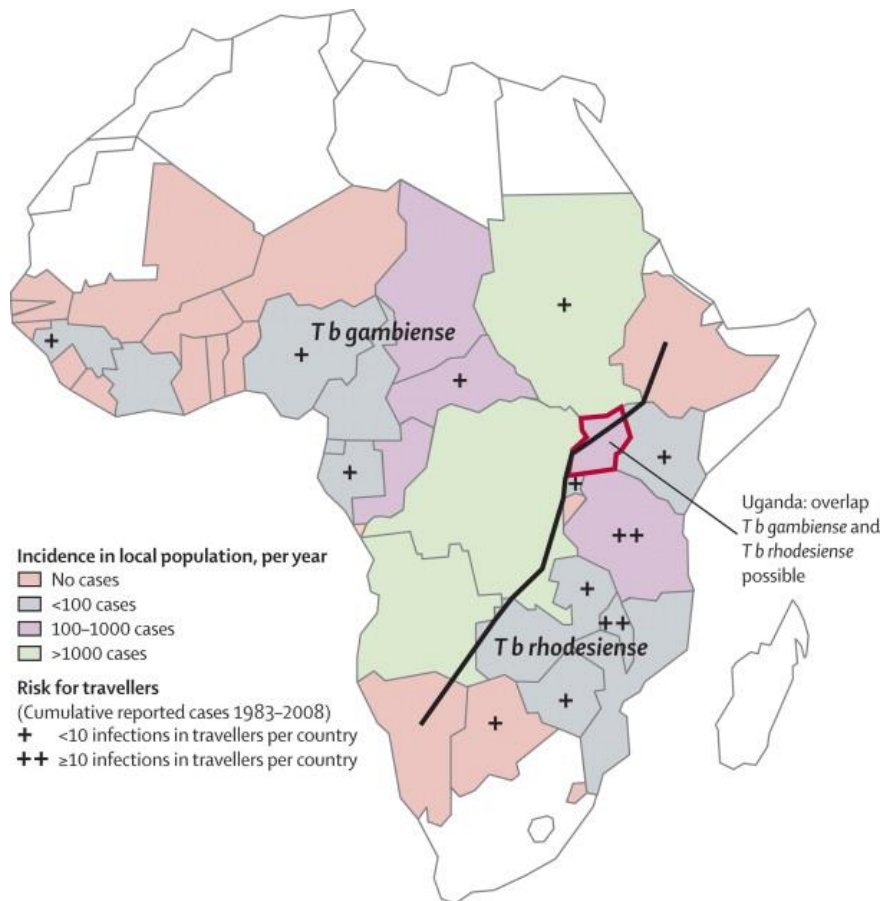 T b gambiense
+
+
+
+
+
+
+
++
+
++
T b rhodesiense
+
+
Uganda: overlap
T b gambiense and
T b rhodesiense
possible
Incidence in local population, per year
No cases
<100 cases
100–1000 cases
>1000 cases
Risk for travellers
(Cumulative reported cases 1983–2008)
+ <10 infections in travellers per country
++ ≥10 infections in travellers per country